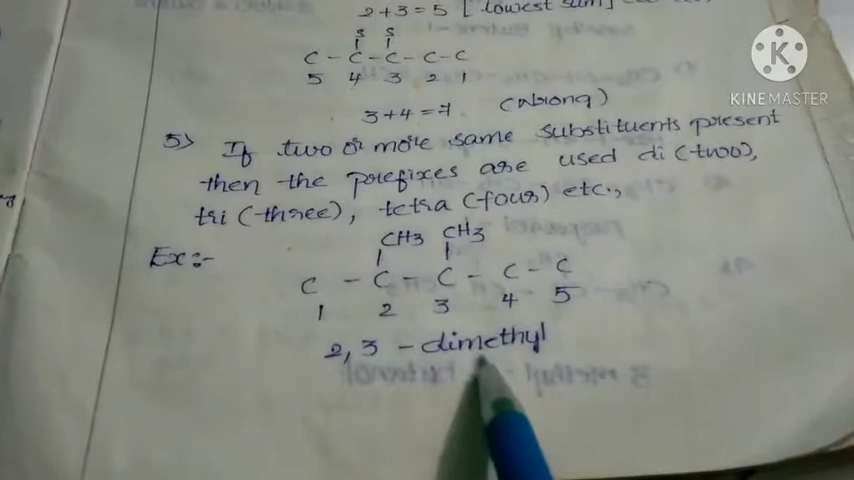 2+3=5 [lowest sum]
S S
C - C - C - C - C
5 4 3 2 1
3+4=7 (Wrong)
5) If two or more same substituents present
then the prefixes are used di (two),
tri (three), tetra (four) etc.,
CH3 CH3
Ex:- C - C - C - C - C
1 2 3 4 5
2, 3 - dimethyl
KINEMASTER